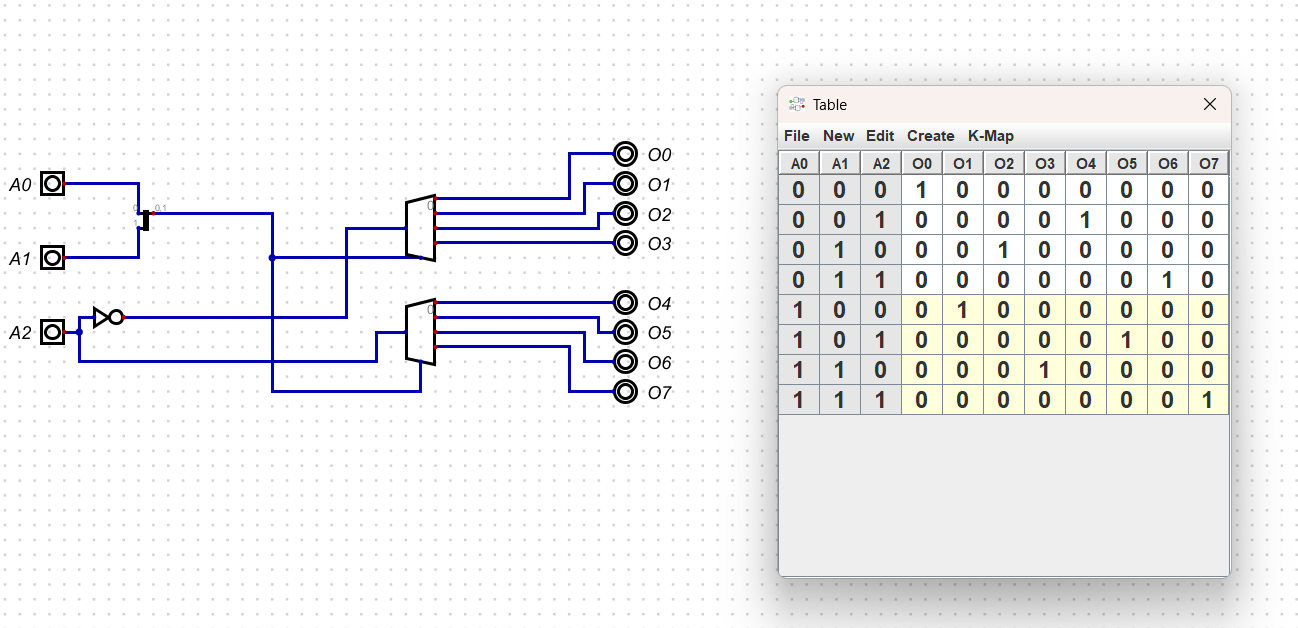 A0
0
0,1
1
A1
A2
0
0
O0
O1
O2
O3
O4
O5
O6
O7
Table
File New Edit Create K-Map
A0 A1 A2 O0 O1 O2 O3 O4 O5 O6 O7
0 0 0 1 0 0 0 0 0 0 0
0 0 1 0 0 0 0 1 0 0 0
0 1 0 0 0 1 0 0 0 0 0
0 1 1 0 0 0 0 0 0 1 0
1 0 0 0 1 0 0 0 0 0 0
1 0 1 0 0 0 0 0 1 0 0
1 1 0 0 0 0 1 0 0 0 0
1 1 1 0 0 0 0 0 0 0 1